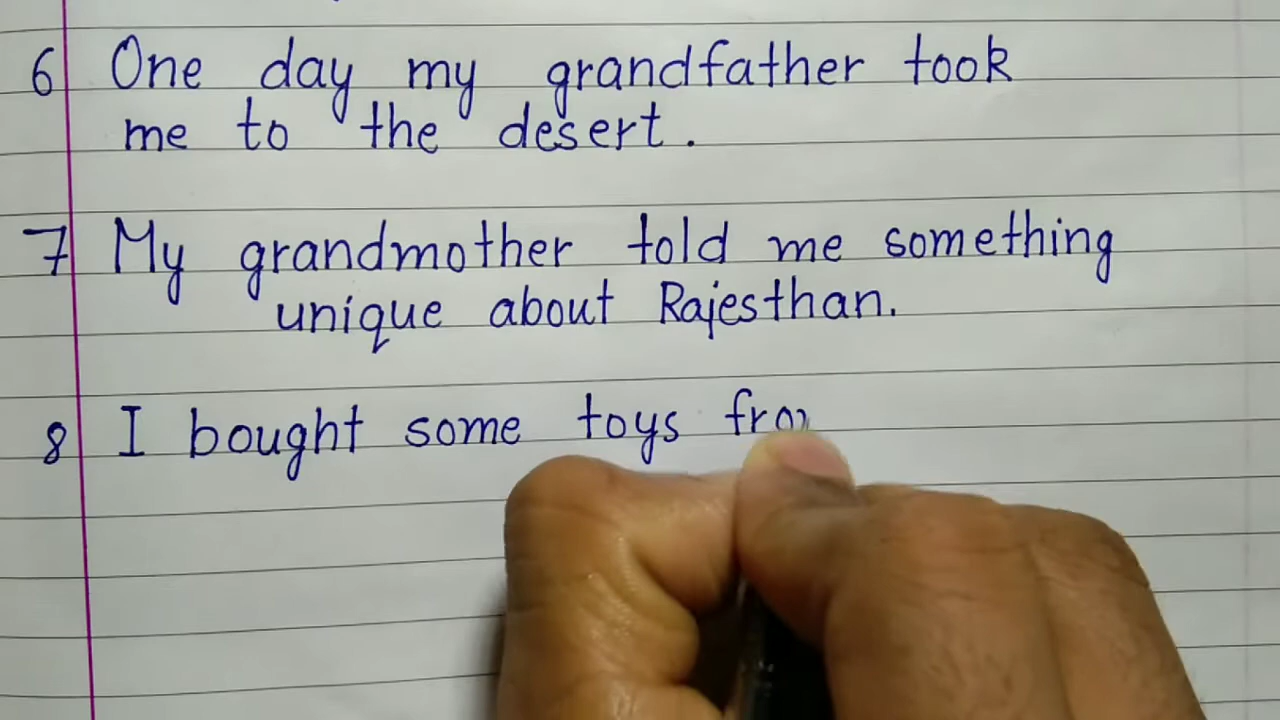 6 One day my grandfather took
me to the desert.
7 My grandmother told me something
unique about Rajesthan.
8 I bought some toys